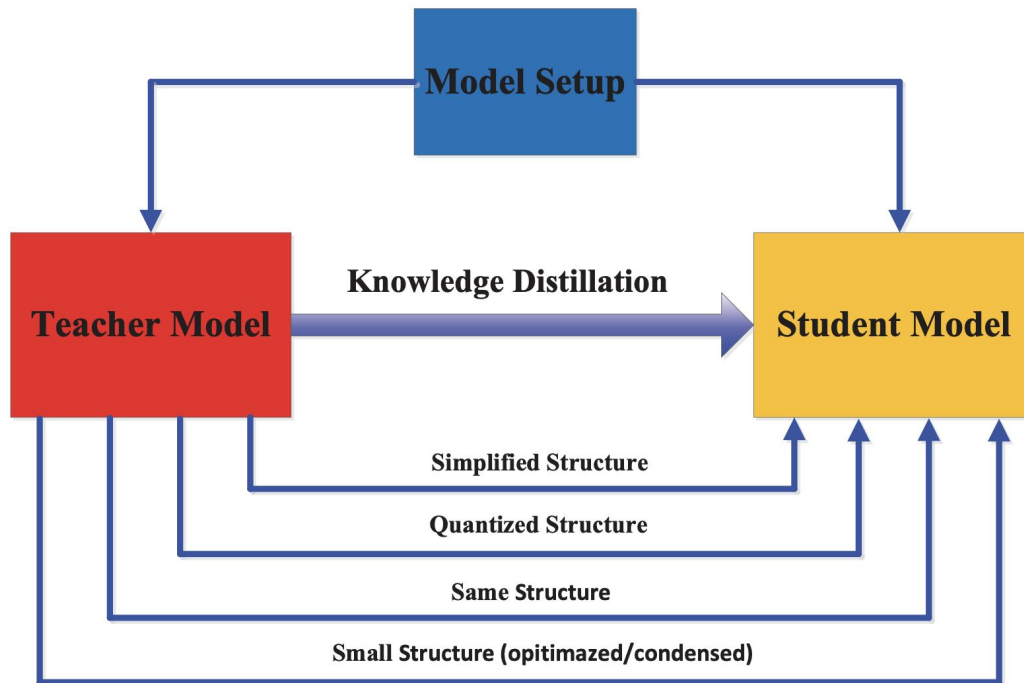 Model Setup
Knowledge Distillation
Teacher Model
Student Model
Simplified Structure
Quantized Structure
Same Structure
Small Structure (opitimazed/condensed)